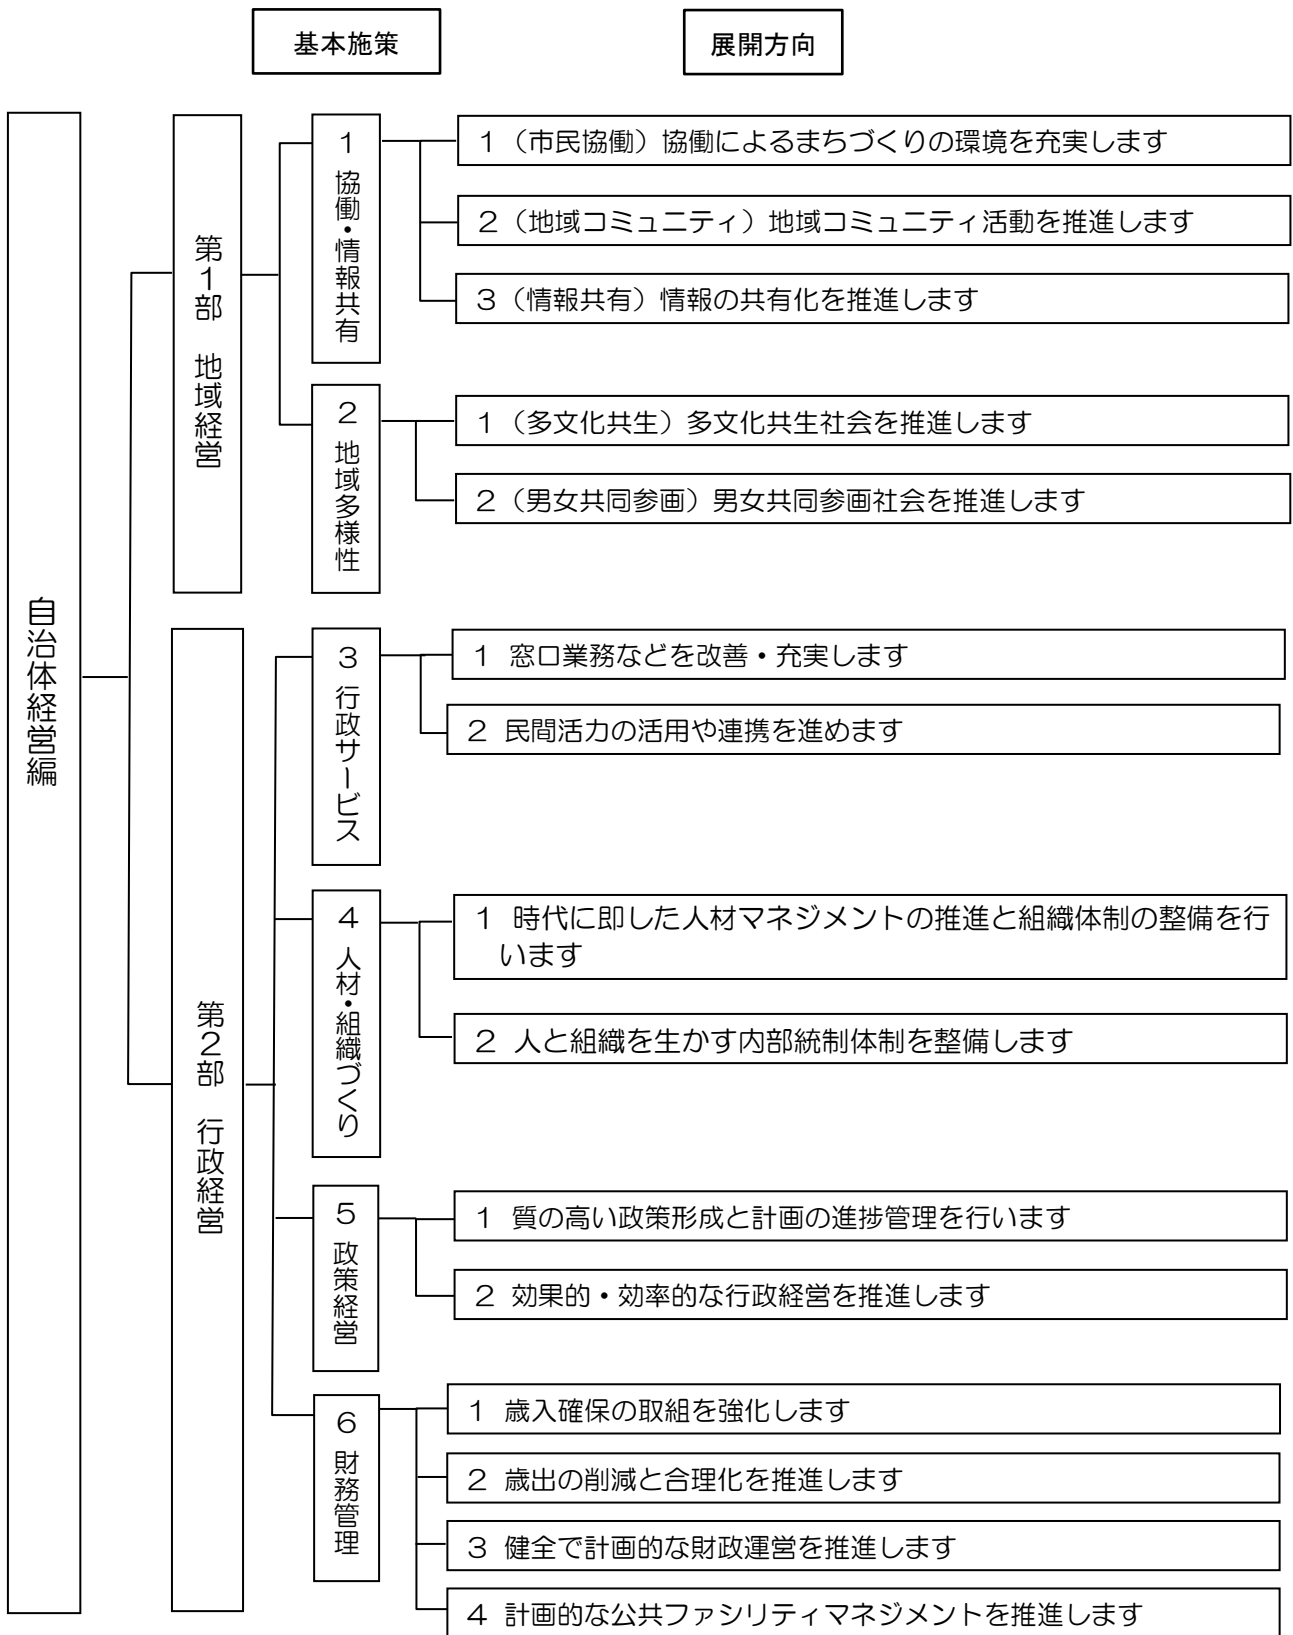 基本施策
展開方向
自治体経営編
第1部 地域経営
1 協働・情報共有
1（市民協働）協働によるまちづくりの環境を充実します
2（地域コミュニティ）地域コミュニティ活動を推進します
3（情報共有）情報の共有化を推進します
2 地域多様性
1（多文化共生）多文化共生社会を推進します
2（男女共同参画）男女共同参画社会を推進します
第2部 行政経営
3 行政サービス
1 窓口業務などを改善・充実します
2 民間活力の活用や連携を進めます
4 人材・組織づくり
1 時代に即した人材マネジメントの推進と組織体制の整備を行
います
2 人と組織を生かす内部統制体制を整備します
5 政策経営
1 質の高い政策形成と計画の進捗管理を行います
2 効果的・効率的な行政経営を推進します
6 財務管理
1 歳入確保の取組を強化します
2 歳出の削減と合理化を推進します
3 健全で計画的な財政運営を推進します
4 計画的な公共ファシリティマネジメントを推進します